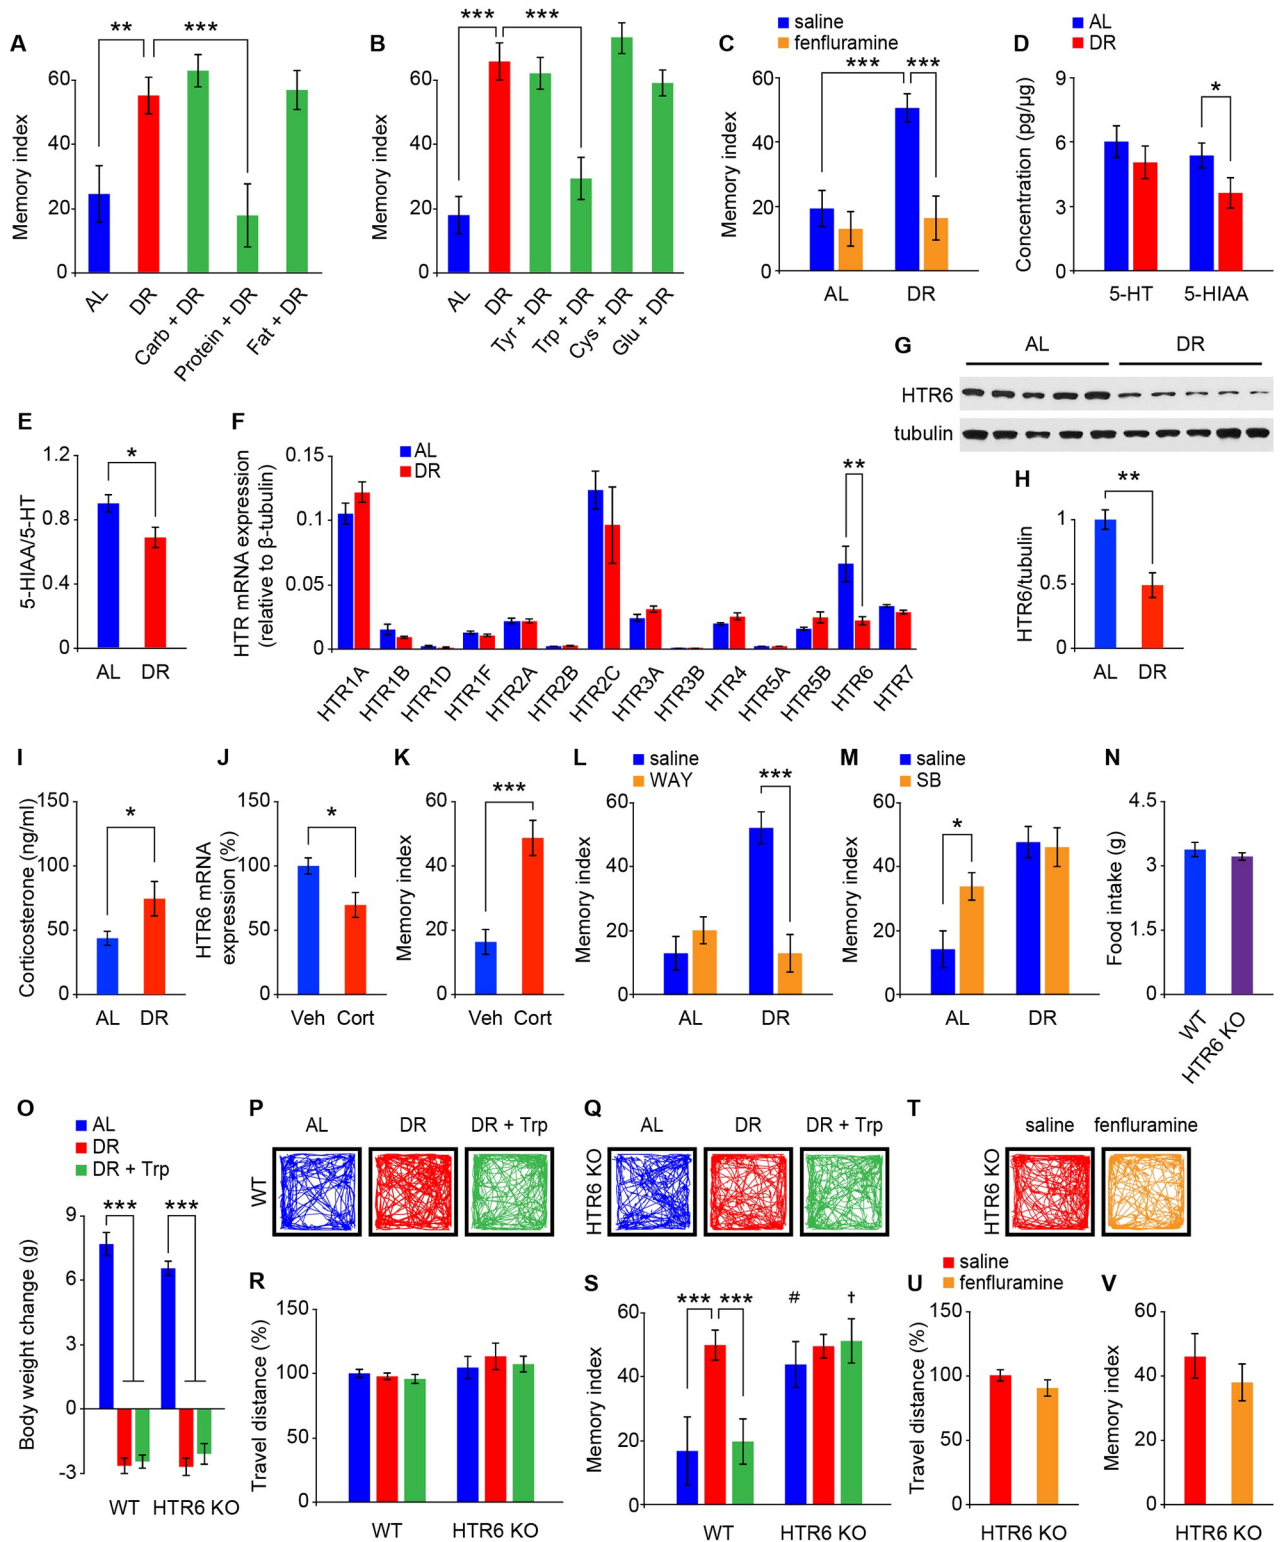 A
**
***
Memory index
60
40
20
0
AL
DR
Carb + DR
Protein + DR
Fat + DR
B
***
***
Memory index
60
40
20
0
AL
DR
Tyr + DR
Trp + DR
Cys + DR
Glu + DR
C
saline
fenfluramine
***
***
Memory index
60
40
20
0
AL
DR
D
AL
DR
*
Concentration (pg/µg)
9
6
3
0
5-HT
5-HIAA
G
AL
DR
HTR6
tubulin
E
*
5-HIAA/5-HT
1.2
0.8
0.4
0
AL
DR
F
AL
DR
**
HTR mRNA expression
(relative to β-tubulin)
0.15
0.1
0.05
0
HTR1A
HTR1B
HTR1D
HTR1F
HTR2A
HTR2B
HTR2C
HTR3A
HTR3B
HTR4
HTR5A
HTR5B
HTR6
HTR7
H
**
HTR6/tubulin
1
0.5
0
AL
DR
I
*
Corticosterone (ng/ml)
150
100
50
0
AL
DR
J
*
HTR6 mRNA
expression (%)
150
100
50
0
Veh
Cort
K
***
Memory index
60
40
20
0
Veh
Cort
L
saline
WAY
***
Memory index
60
40
20
0
AL
DR
M
saline
SB
*
Memory index
60
40
20
0
AL
DR
N
Food intake (g)
4.5
3
1.5
0
WT
HTR6 KO
O
AL
DR
DR + Trp
***
***
Body weight change (g)
9
6
3
0
-3
WT
HTR6 KO
P
AL
DR
DR + Trp
WT
Q
AL
DR
DR + Trp
HTR6 KO
T
saline
fenfluramine
HTR6 KO
R
Travel distance (%)
150
100
50
0
WT
HTR6 KO
S
***
***
#
†
Memory index
60
40
20
0
WT
HTR6 KO
U
saline
fenfluramine
Travel distance (%)
150
100
50
0
HTR6 KO
V
Memory index
60
40
20
0
HTR6 KO